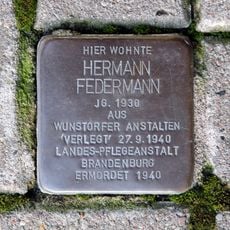 HIER WOHNTE
HERMANN
FEDERMANN
JG. 1930
AUS
WUNSTORFER ANSTALTEN
'VERLEGT' 27.9.1940
LANDES-PFLEGEANSTALT
BRANDENBURG
ERMORDET 1940